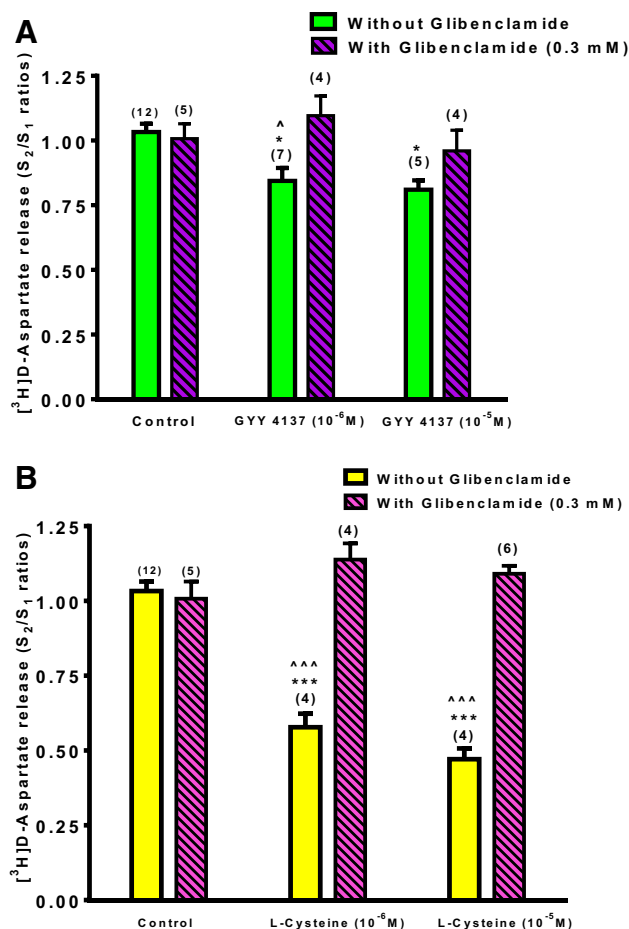 A
Without Glibenclamide
With Glibenclamide (0.3 mM)
[³H]D-Aspartate release (S₂/S₁ ratios)
1.25
1.00
0.75
0.50
0.25
0.00
(12)
(5)
^
*
(7)
(4)
*
(5)
(4)
Control
GYY 4137 (10⁻⁶M)
GYY 4137 (10⁻⁵M)
B
Without Glibenclamide
With Glibenclamide (0.3 mM)
[³H]D-Aspartate release (S₂/S₁ ratios)
1.25
1.00
0.75
0.50
0.25
0.00
(12)
(5)
^^^
***
(4)
(4)
^^^
***
(4)
(6)
Control
L-Cysteine (10⁻⁶M)
L-Cysteine (10⁻⁵M)